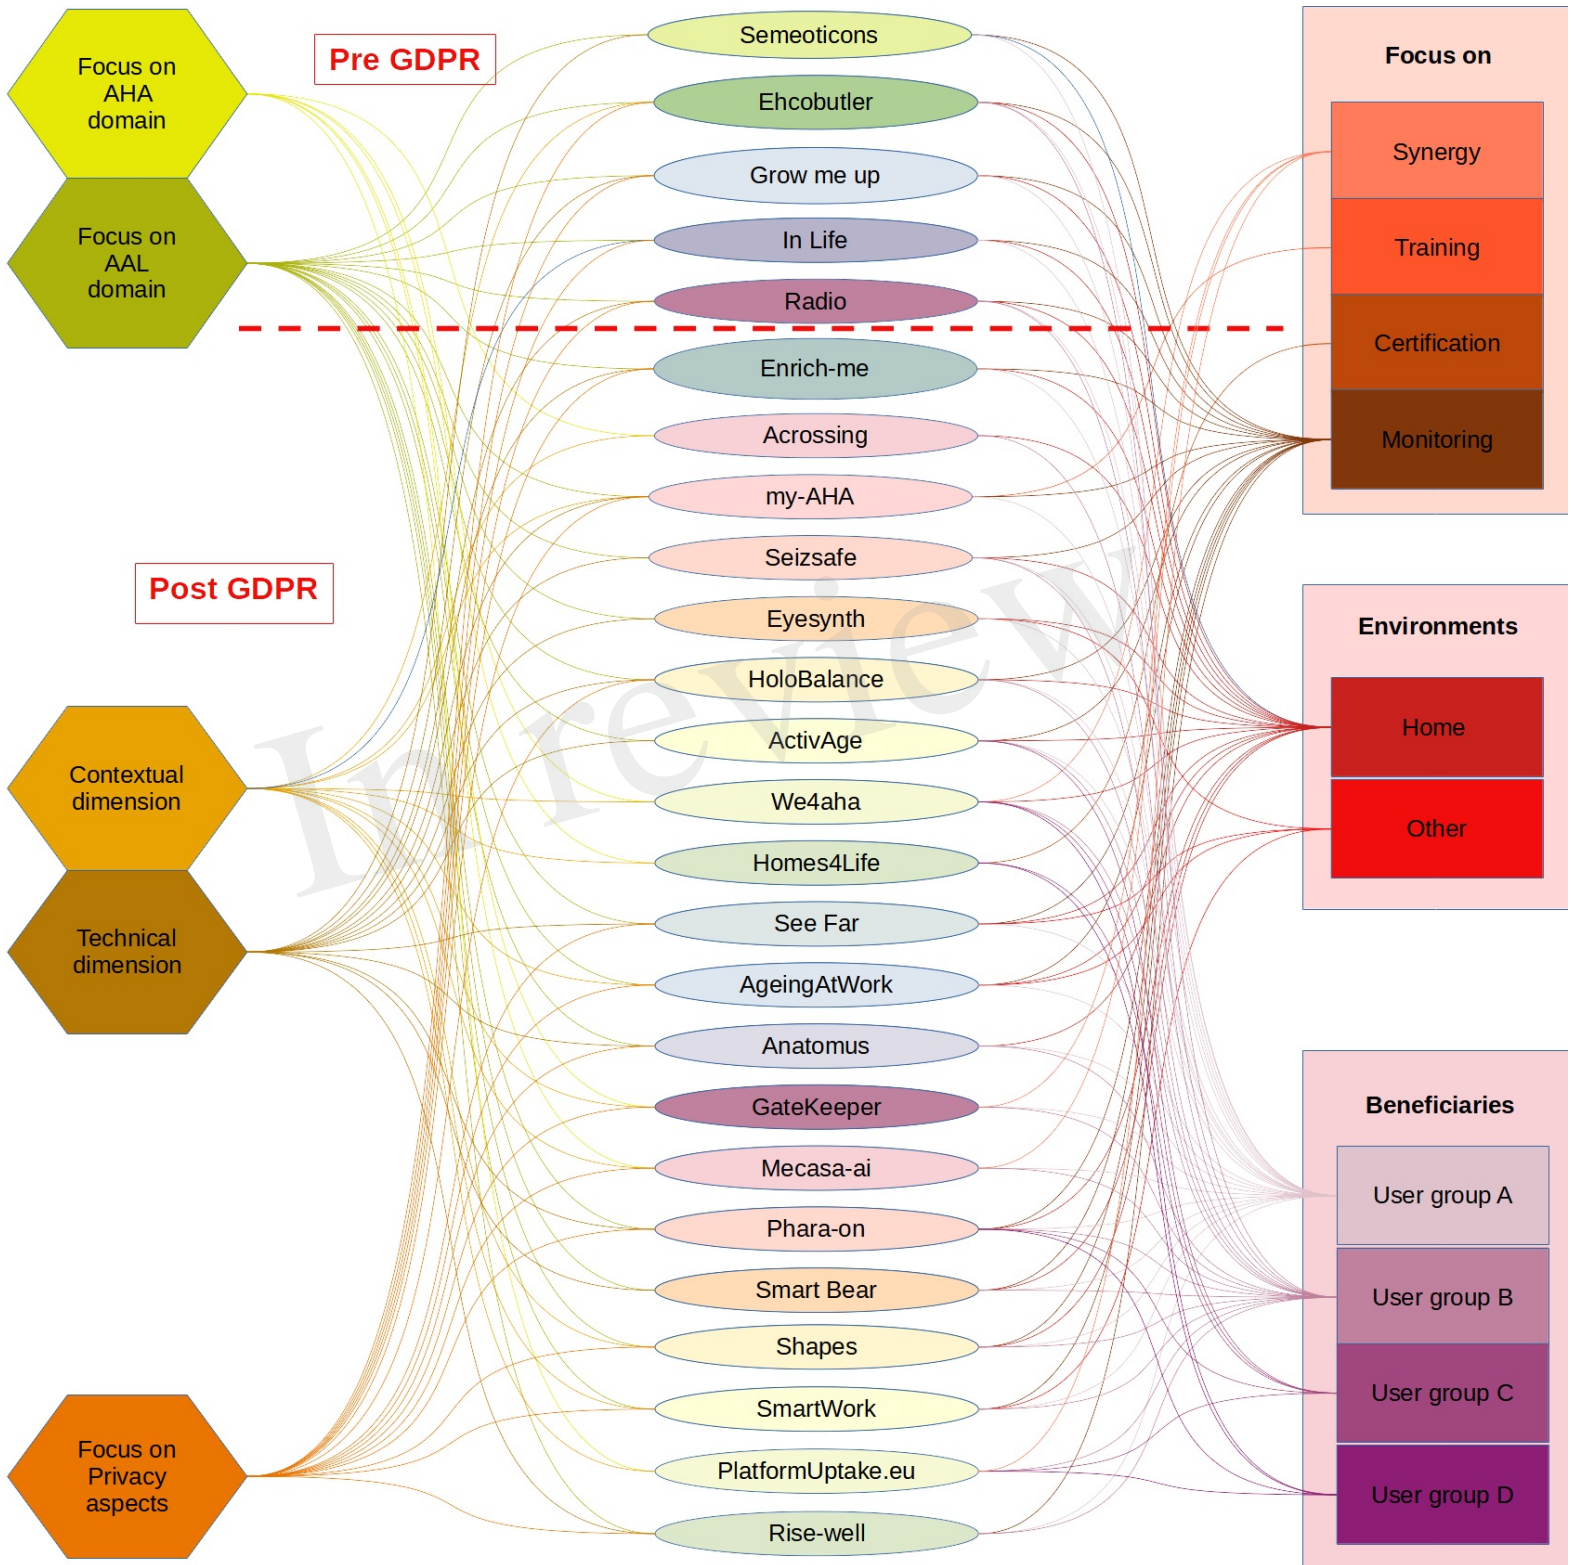 Focus on
AHA
domain
Focus on
AAL
domain
Pre GDPR
Post GDPR
Contextual
dimension
Technical
dimension
Focus on
Privacy
aspects
Semeoticons
Ehcobutler
Grow me up
In Life
Radio
Enrich-me
Acrossing
my-AHA
Seizsafe
Eyesynth
HoloBalance
ActivAge
We4aha
Homes4Life
See Far
AgeingAtWork
Anatomus
GateKeeper
Mecasa-ai
Phara-on
Smart Bear
Shapes
SmartWork
PlatformUptake.eu
Rise-well
Focus on
Synergy
Training
Certification
Monitoring
Environments
Home
Other
Beneficiaries
User group A
User group B
User group C
User group D
In review